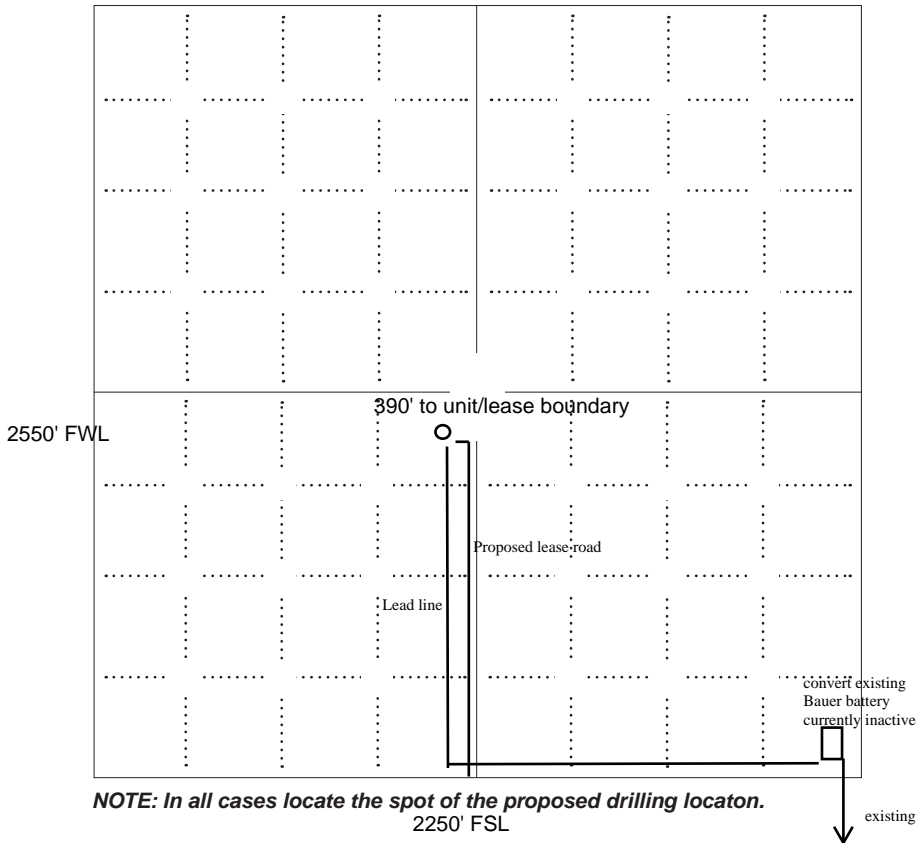 390' to unit/lease boundary
2550' FWL
Proposed lease road
Lead line
convert existing
Bauer battery
currently inactive
NOTE: In all cases locate the spot of the proposed drilling locaton.
2250' FSL
existing